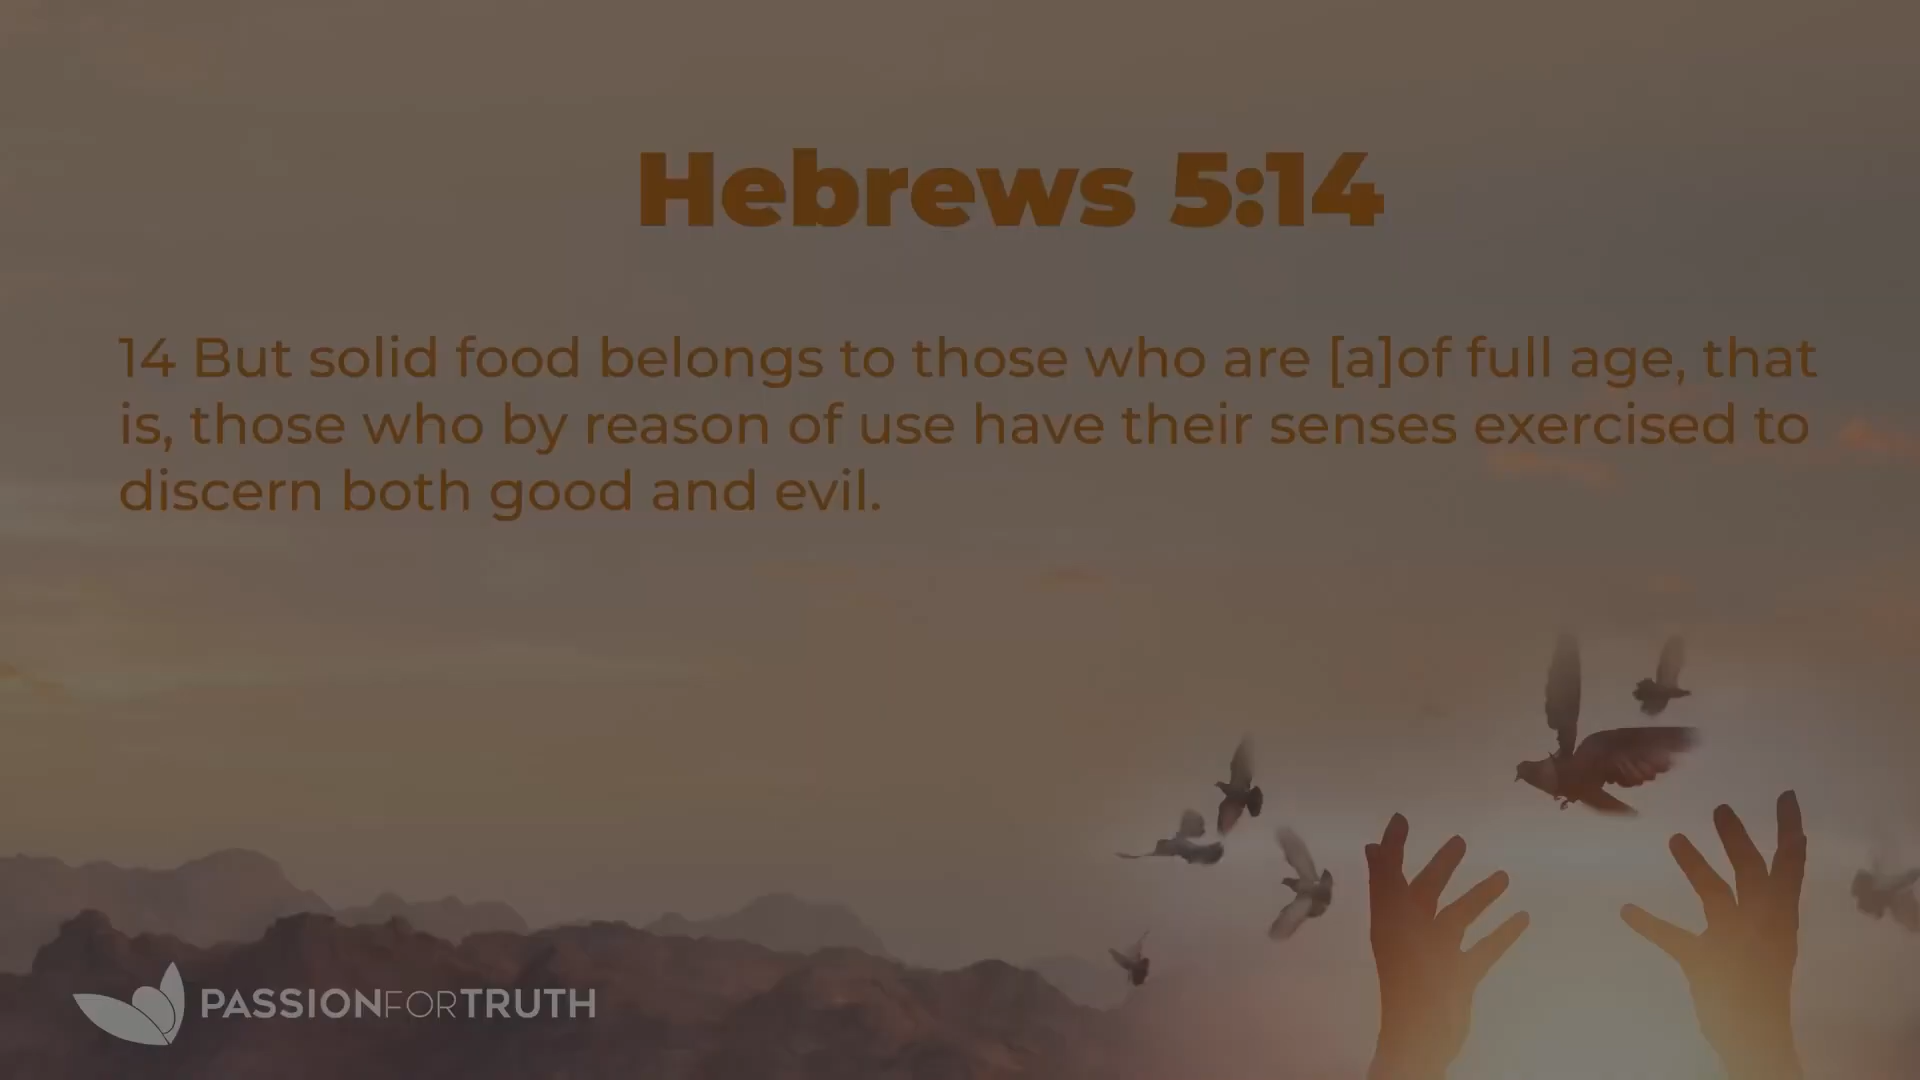 Hebrews 5:14
14 But solid food belongs to those who are [a]of full age, that
is, those who by reason of use have their senses exercised to
discern both good and evil.
PASSIONFORTRUTH